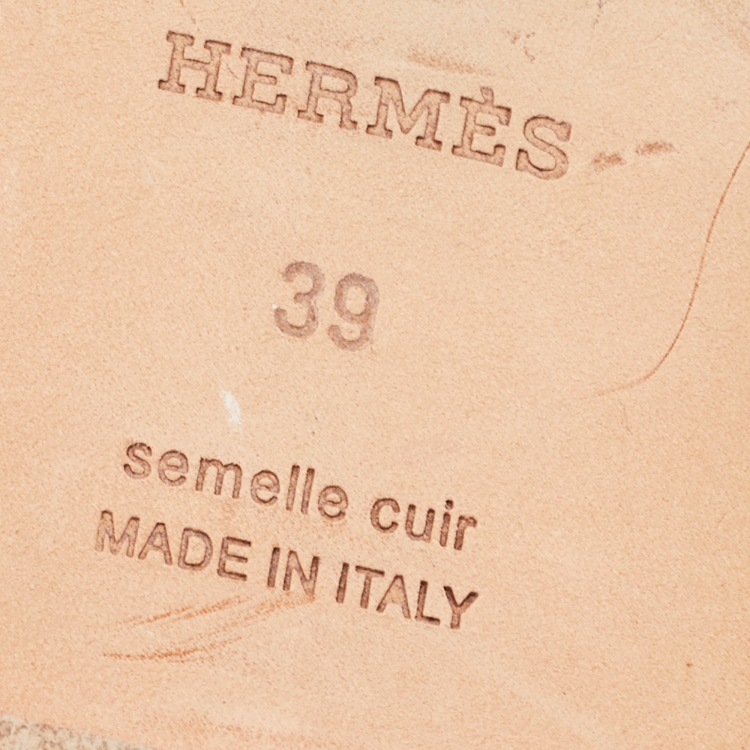 HERMÈS
39
semelle cuir
MADE IN ITALY